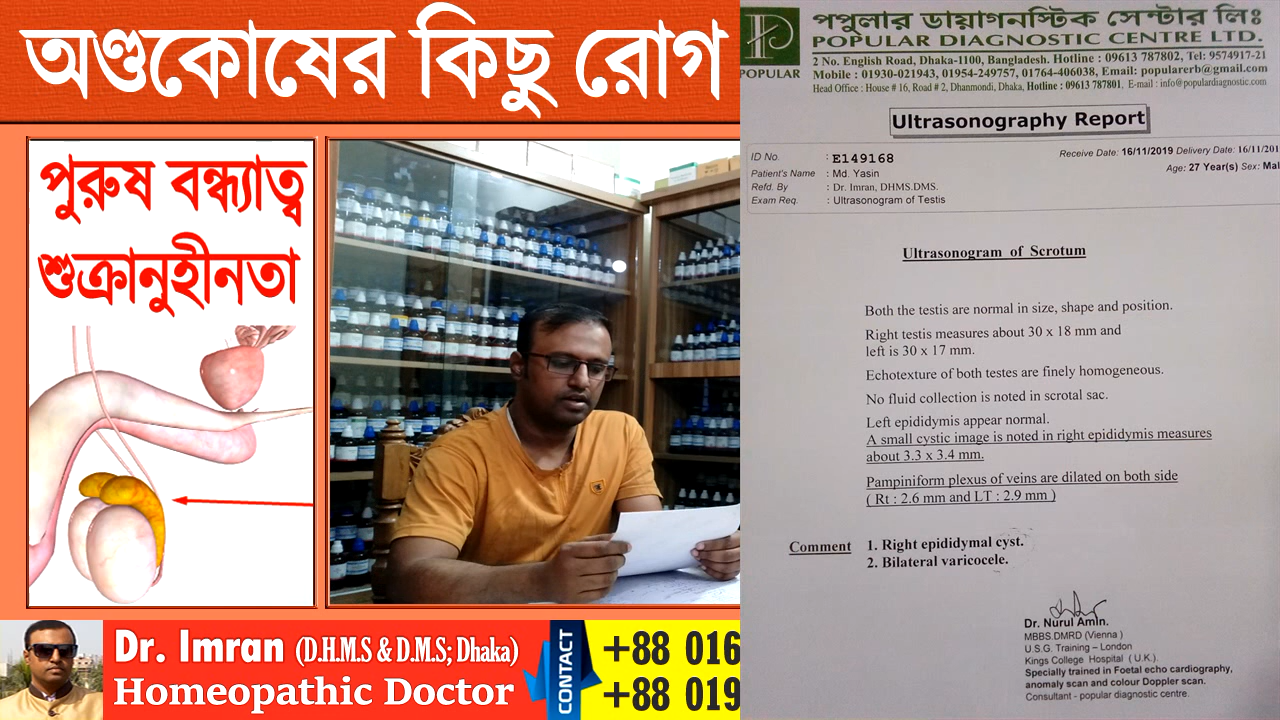 অণ্ডকোষের কিছু রোগ
পুরুষ বন্ধ্যাত্ব
শুক্রানুহীনতা
Dr. Imran (D.H.M.S & D.M.S; Dhaka)
Homeopathic Doctor
CONTACT
+88 016
+88 019
POPULAR
পপুলার ডায়াগনস্টিক সেন্টার লিঃ
POPULAR DIAGNOSTIC CENTRE LTD.
2 No. English Road, Dhaka-1100, Bangladesh. Hotline : 09613 787802, Tel: 9574917-21
Mobile : 01930-021943, 01954-249757, 01764-406038, Email: popularerb@gmail.com
Head Office : House # 16, Road # 2, Dhanmondi, Dhaka, Hotline : 09613 787801, E-mail : info@populardiagnostic.com
Ultrasonography Report
ID No. : E149168 Receive Date: 16/11/2019 Delivery Date: 16/11/201
Patient's Name : Md. Yasin Age: 27 Year(s) Sex: Mal
Refd. By : Dr. Imran, DHMS.DMS.
Exam Req. : Ultrasonogram of Testis
Ultrasonogram of Scrotum
Both the testis are normal in size, shape and position.
Right testis measures about 30 x 18 mm and
left is 30 x 17 mm.
Echotexture of both testes are finely homogeneous.
No fluid collection is noted in scrotal sac.
Left epididymis appear normal.
A small cystic image is noted in right epididymis measures
about 3.3 x 3.4 mm.
Pampiniform plexus of veins are dilated on both side
( Rt : 2.6 mm and LT : 2.9 mm )
Comment 1. Right epididymal cyst.
2. Bilateral varicocele.
Dr. Nurul Amin.
MBBS.DMRD (Vienna )
U.S.G. Training – London
Kings College Hospital ( U.K.).
Specially trained in Foetal echo cardiography,
anomaly scan and colour Doppler scan.
Consultant - popular diagnostic centre.